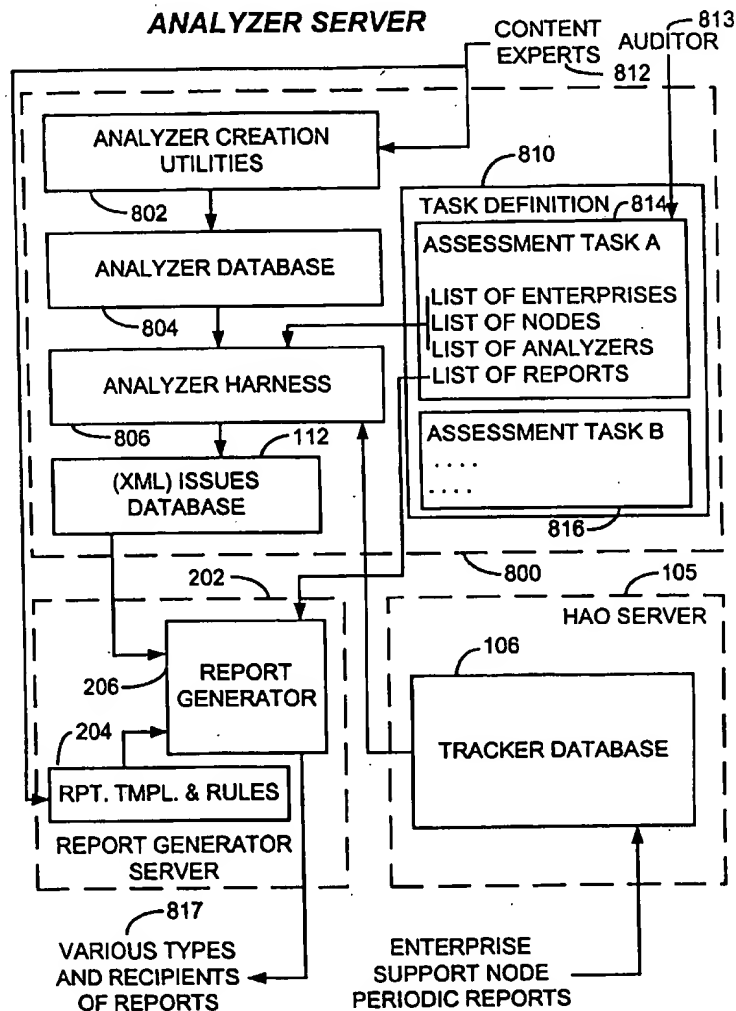 ANALYZER SERVER
813
CONTENT
EXPERTS
AUDITOR
812
ANALYZER CREATION
UTILITIES
802
810
TASK DEFINITION
814
ASSESSMENT TASK A
LIST OF ENTERPRISES
LIST OF NODES
LIST OF ANALYZERS
LIST OF REPORTS
ANALYZER DATABASE
804
ANALYZER HARNESS
806
112
ASSESSMENT TASK B
. . . .
. . . .
816
(XML) ISSUES
DATABASE
800
202
105
HAO SERVER
106
REPORT
GENERATOR
206
TRACKER DATABASE
204
RPT. TMPL. & RULES
REPORT GENERATOR
SERVER
817
VARIOUS TYPES
AND RECIPIENTS
OF REPORTS
ENTERPRISE
SUPPORT NODE
PERIODIC REPORTS